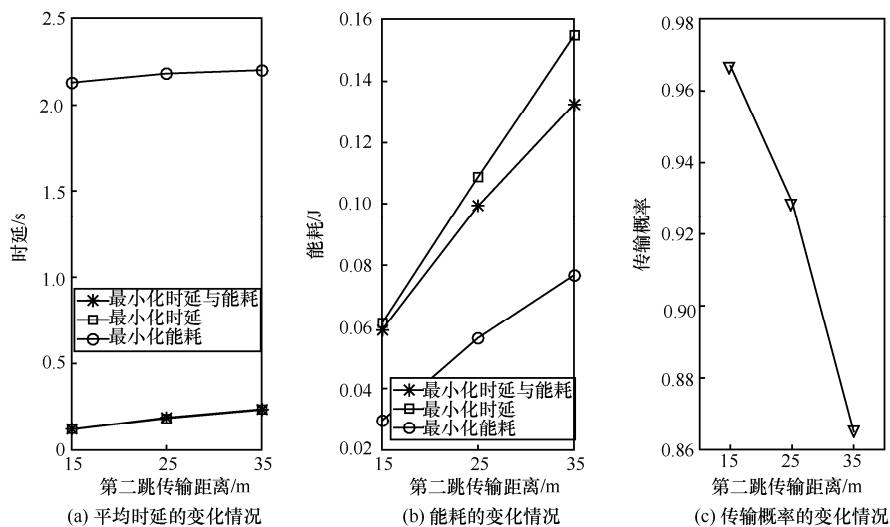 2.5
2.0
1.5
1.0
0.5
0
时延/s
最小化时延与能耗
最小化时延
最小化能耗
15
25
35
第二跳传输距离/m
(a) 平均时延的变化情况
0.16
0.14
0.12
0.10
0.08
0.06
0.04
0.02
能耗/J
最小化时延与能耗
最小化时延
最小化能耗
15
25
35
第二跳传输距离/m
(b) 能耗的变化情况
0.98
0.96
0.94
0.92
0.90
0.88
0.86
传输概率
15
25
35
第二跳传输距离/m
(c) 传输概率的变化情况